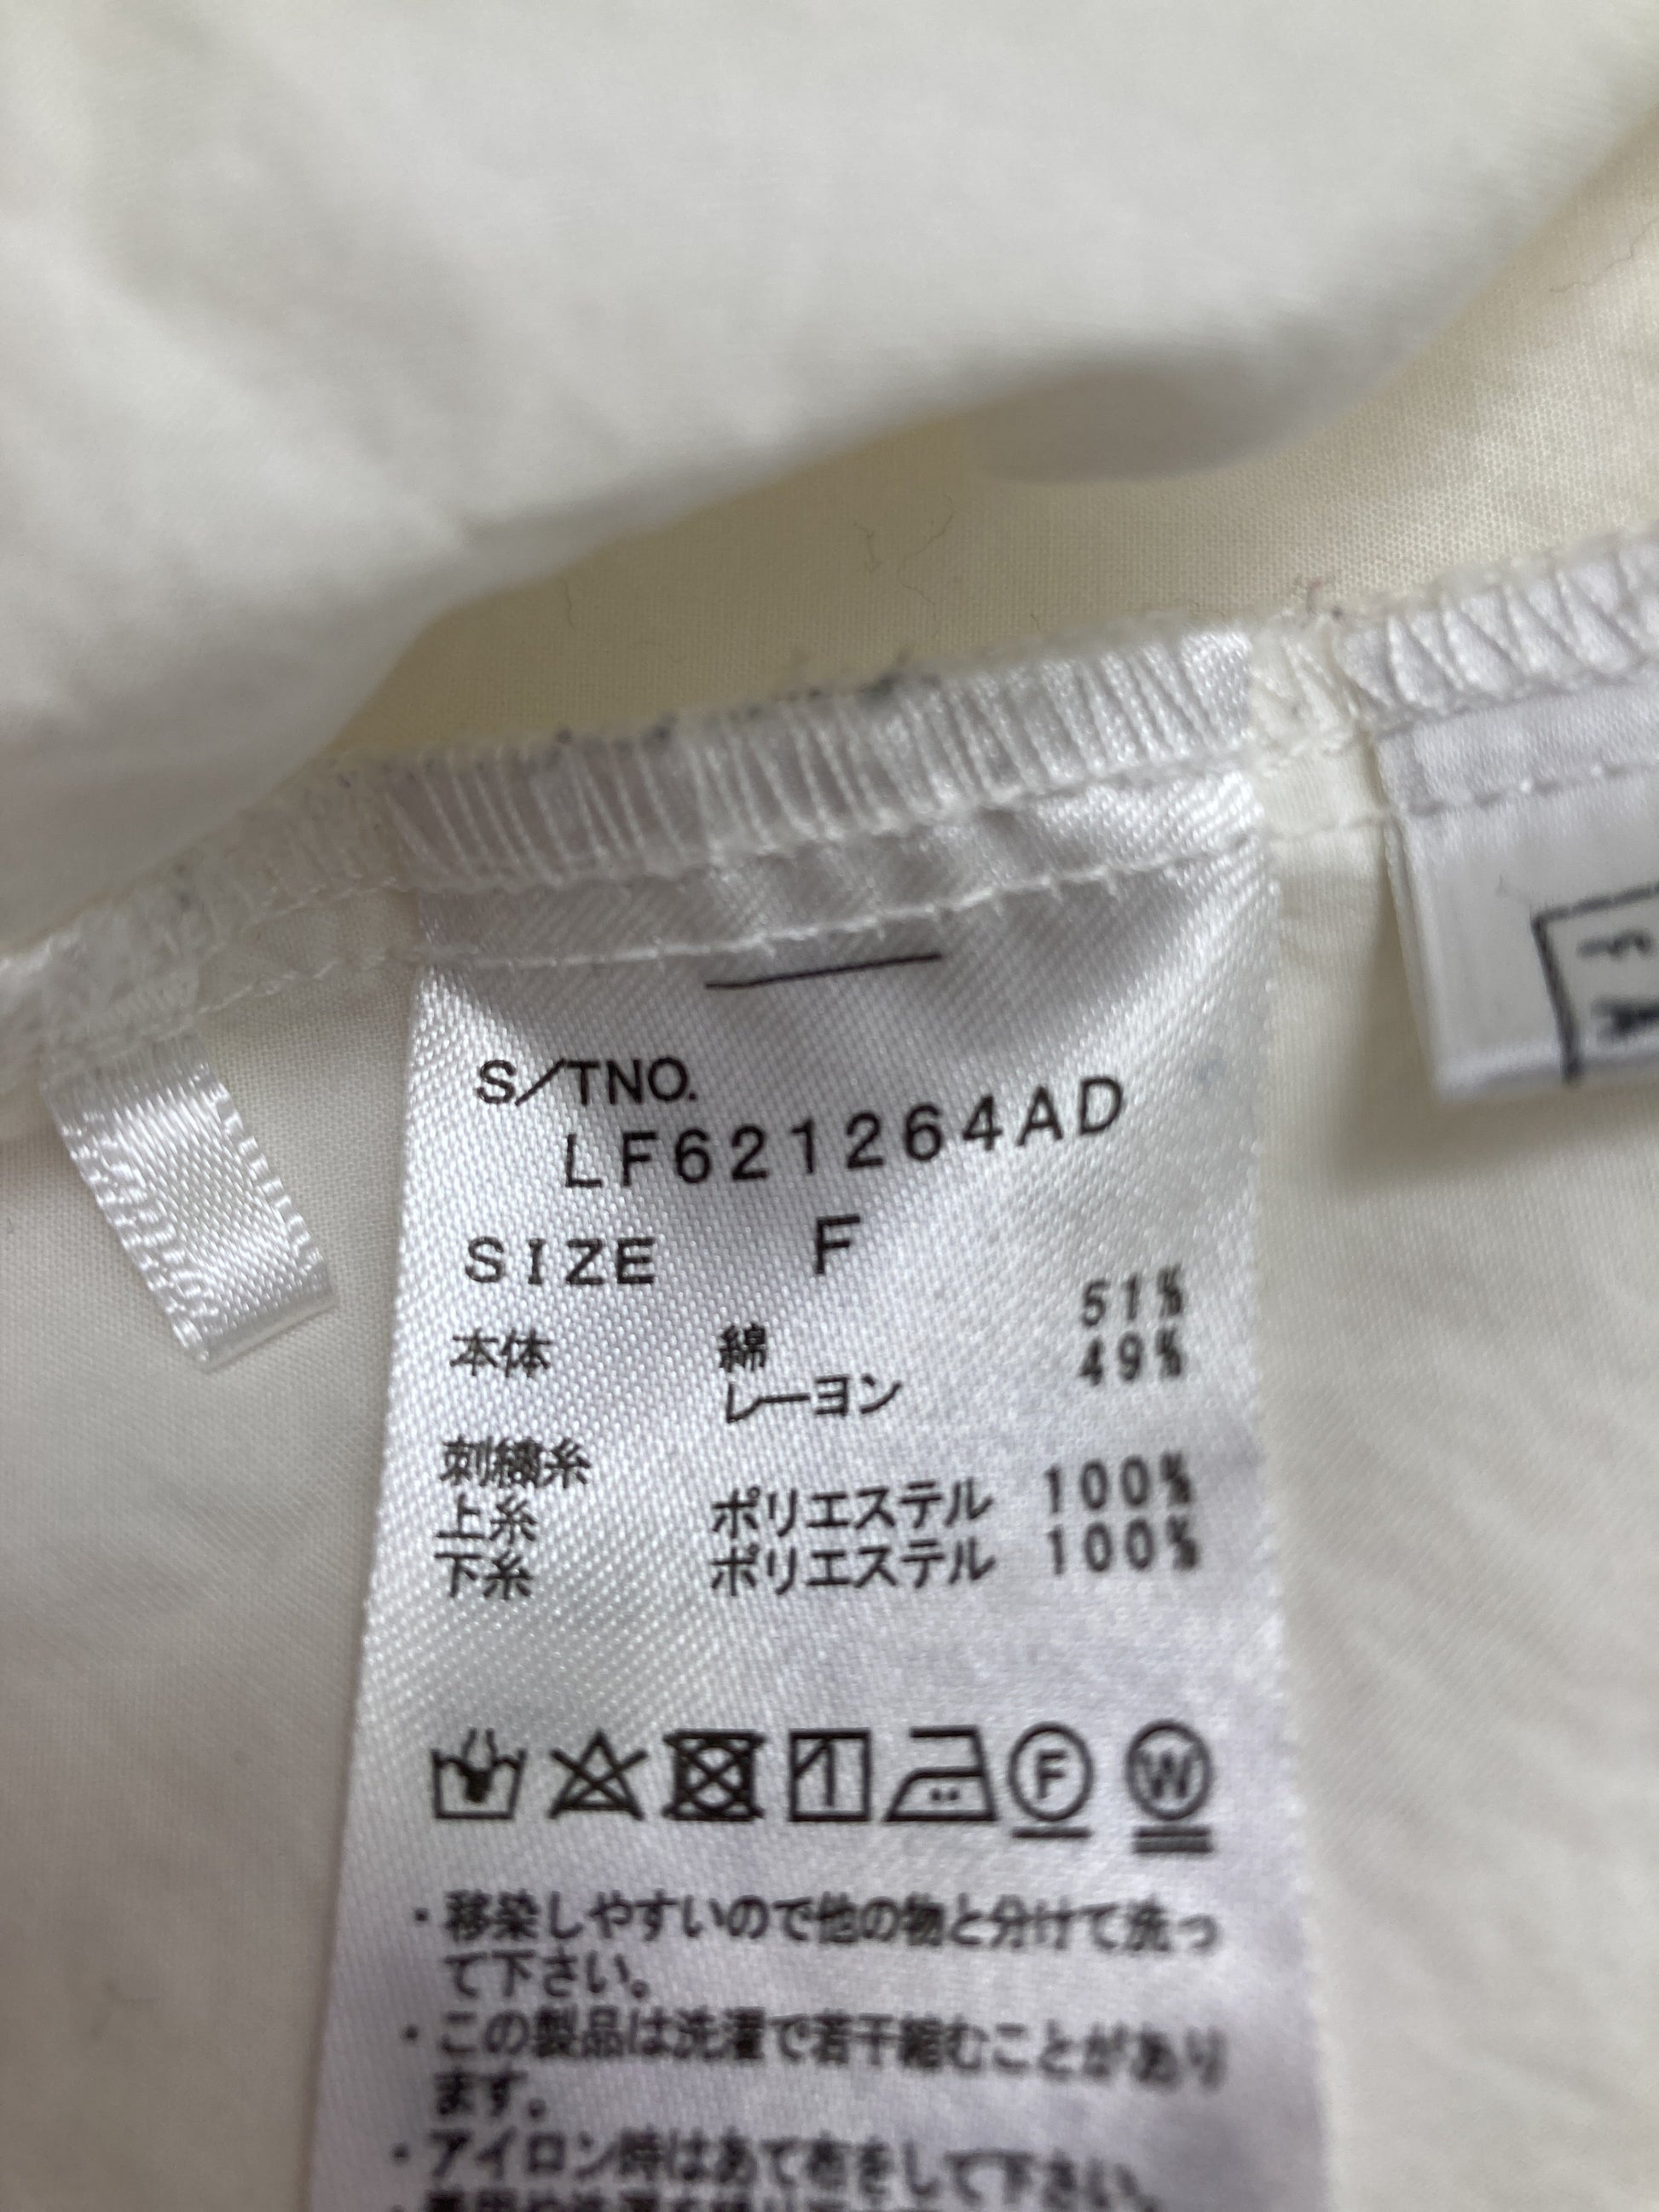 S/TNO.
LF621264AD
SIZE F
51%
本体 綿 49%
レーヨン
刺繍糸
上糸 ポリエステル 100%
下糸 ポリエステル 100%
F W
・移染しやすいので他の物と分けて洗っ
て下さい。
・この製品は洗濯で若干縮むことがあり
ます。
・アイロン時はあて布をして下さい。